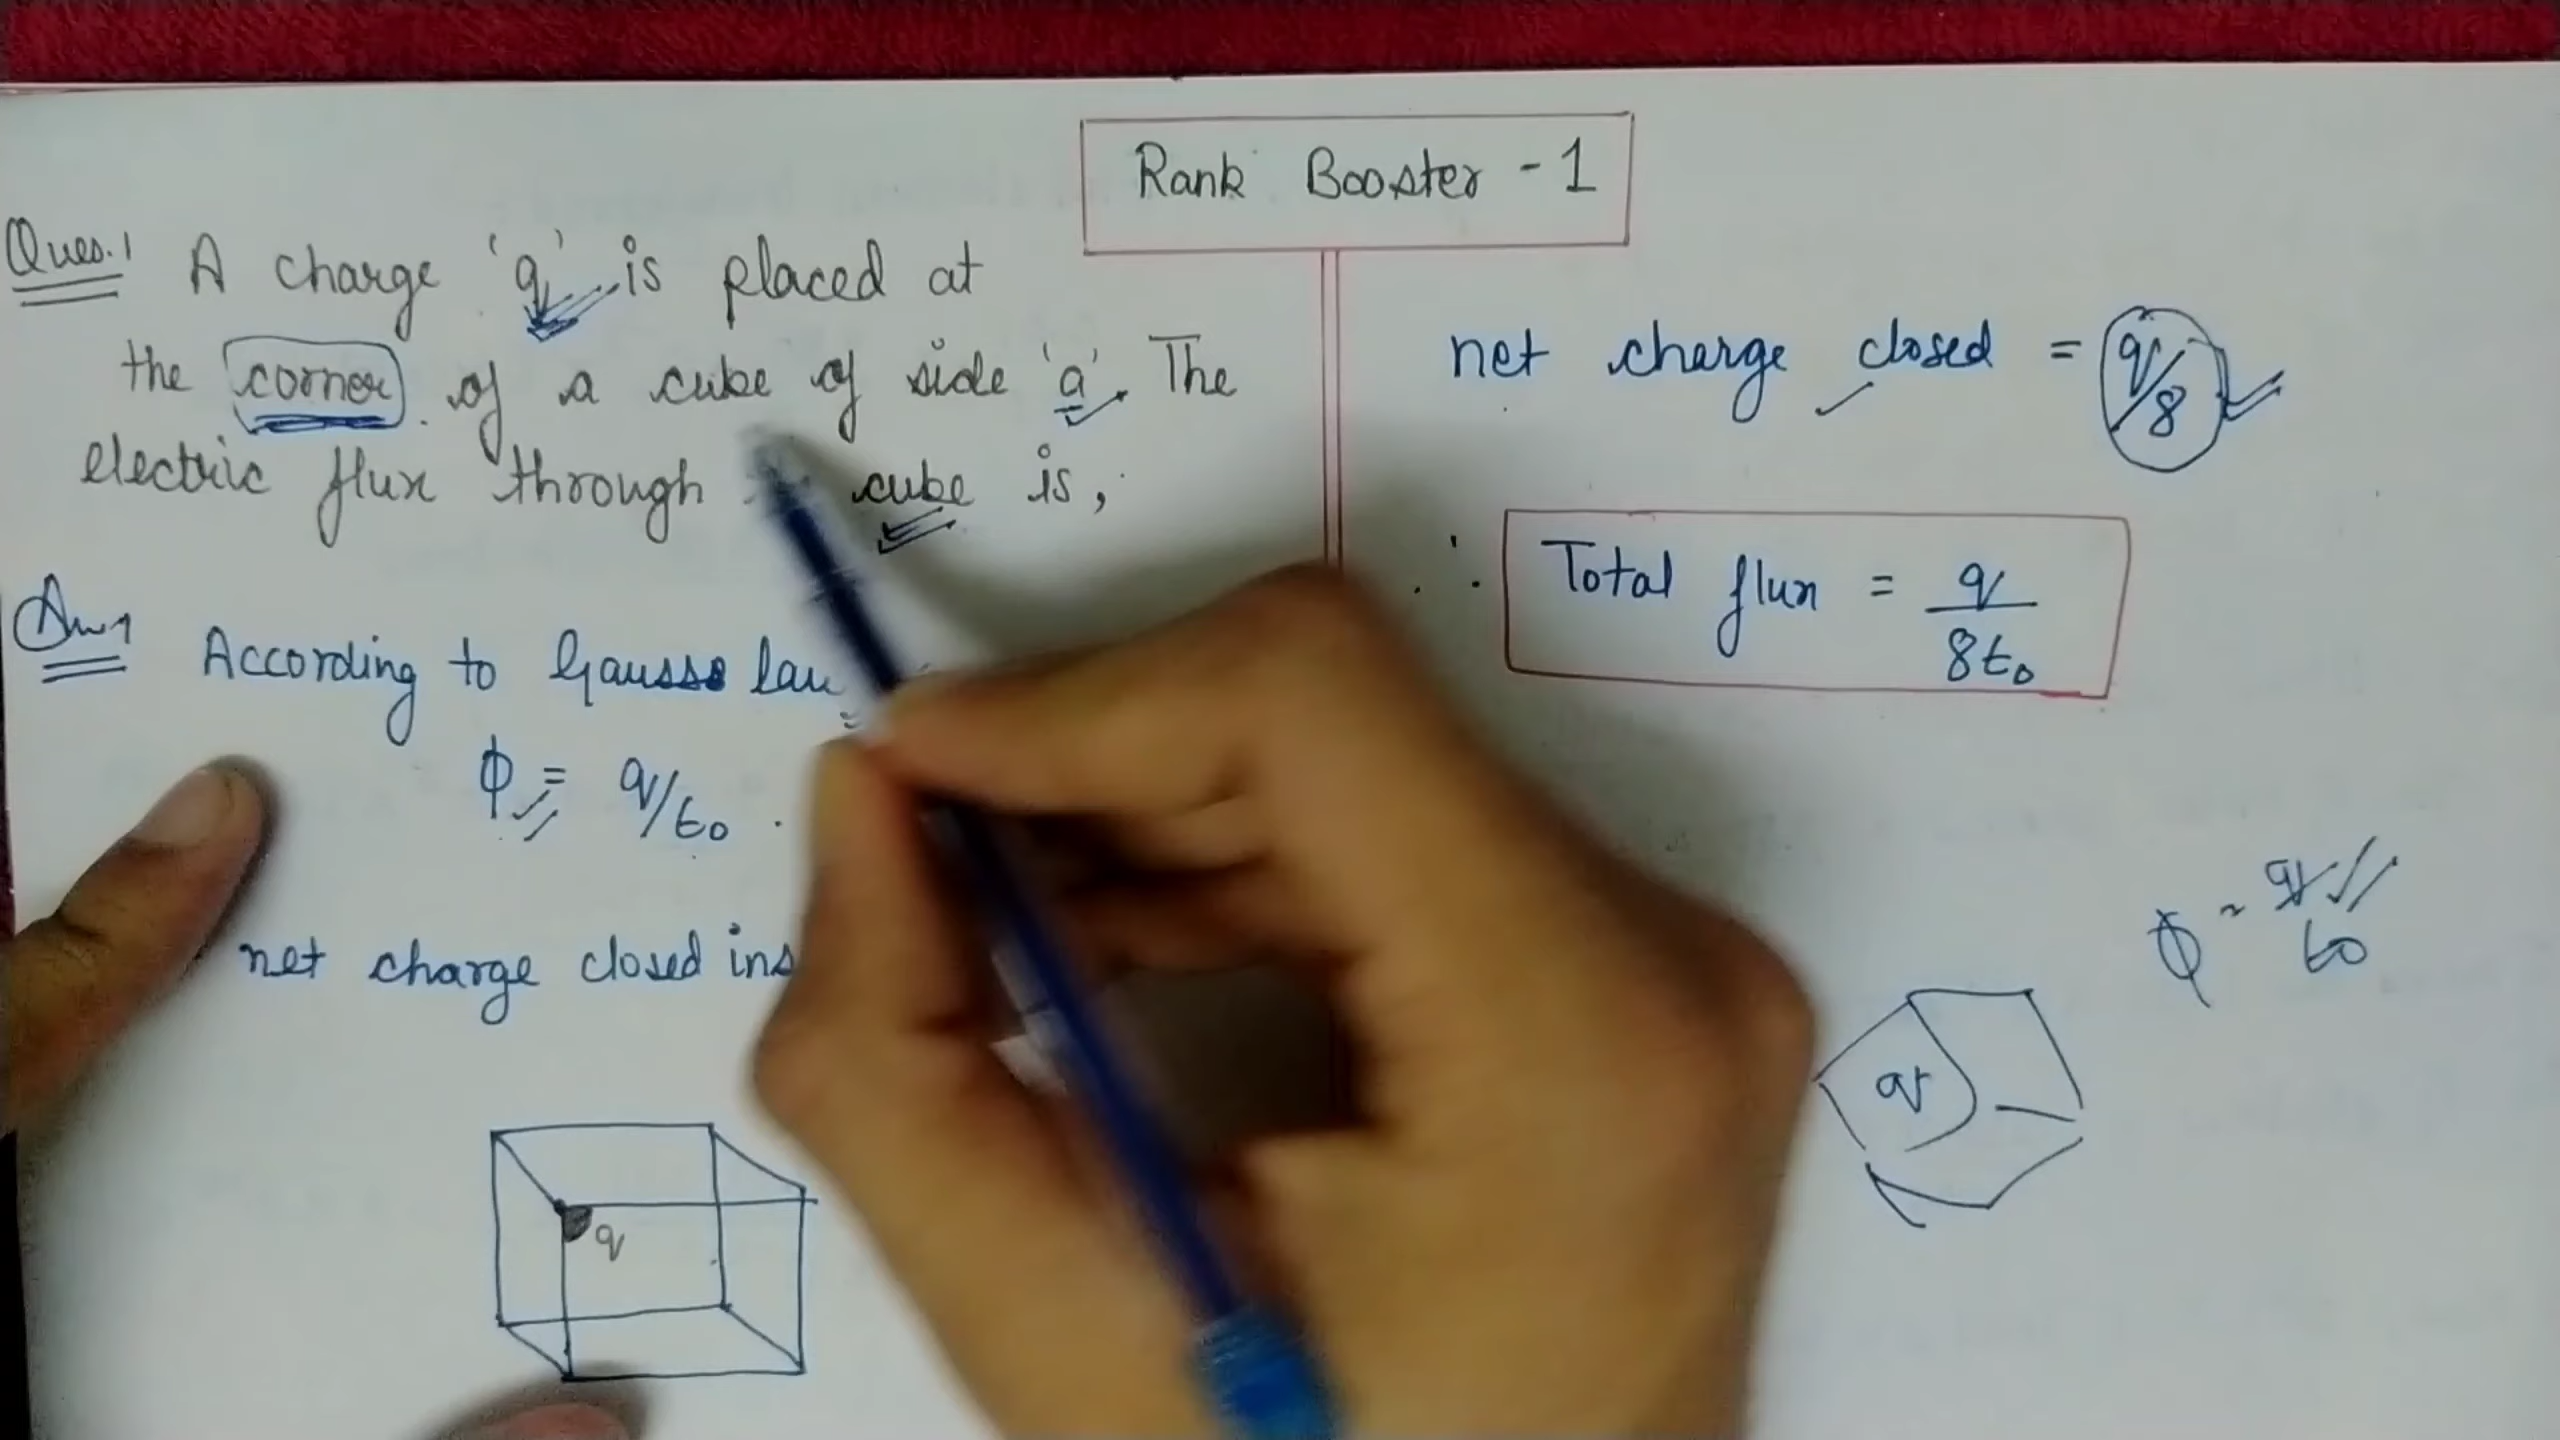 Rank Booster - 1
Ques.1 A charge 'q' is placed at
the corner of a cube of side 'a'. The
electric flux through cube is,
Ans 1 According to Gausss law
ϕ = q/ε0 .
net charge closed ins
q
net charge closed = q/8
∴ Total flux = q/8ε0
ϕ = q/ε0
q